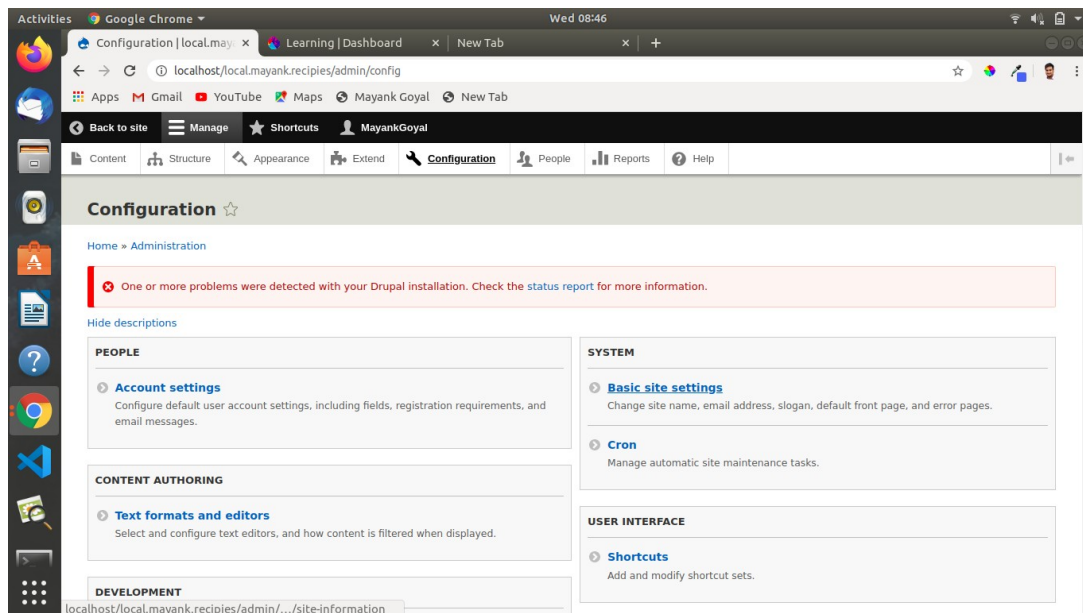 Activities Google Chrome Wed 08:46
Configuration | local.may × Learning | Dashboard × New Tab × +
localhost/local.mayank.recipies/admin/config
Apps Gmail YouTube Maps Mayank Goyal New Tab
Back to site Manage Shortcuts MayankGoyal
Content Structure Appearance Extend Configuration People Reports Help
Configuration
Home » Administration
One or more problems were detected with your Drupal installation. Check the status report for more information.
Hide descriptions
PEOPLE
Account settings
Configure default user account settings, including fields, registration requirements, and
email messages.
CONTENT AUTHORING
Text formats and editors
Select and configure text editors, and how content is filtered when displayed.
DEVELOPMENT
SYSTEM
Basic site settings
Change site name, email address, slogan, default front page, and error pages.
Cron
Manage automatic site maintenance tasks.
USER INTERFACE
Shortcuts
Add and modify shortcut sets.
localhost/local.mayank.recipies/admin/.../site-information